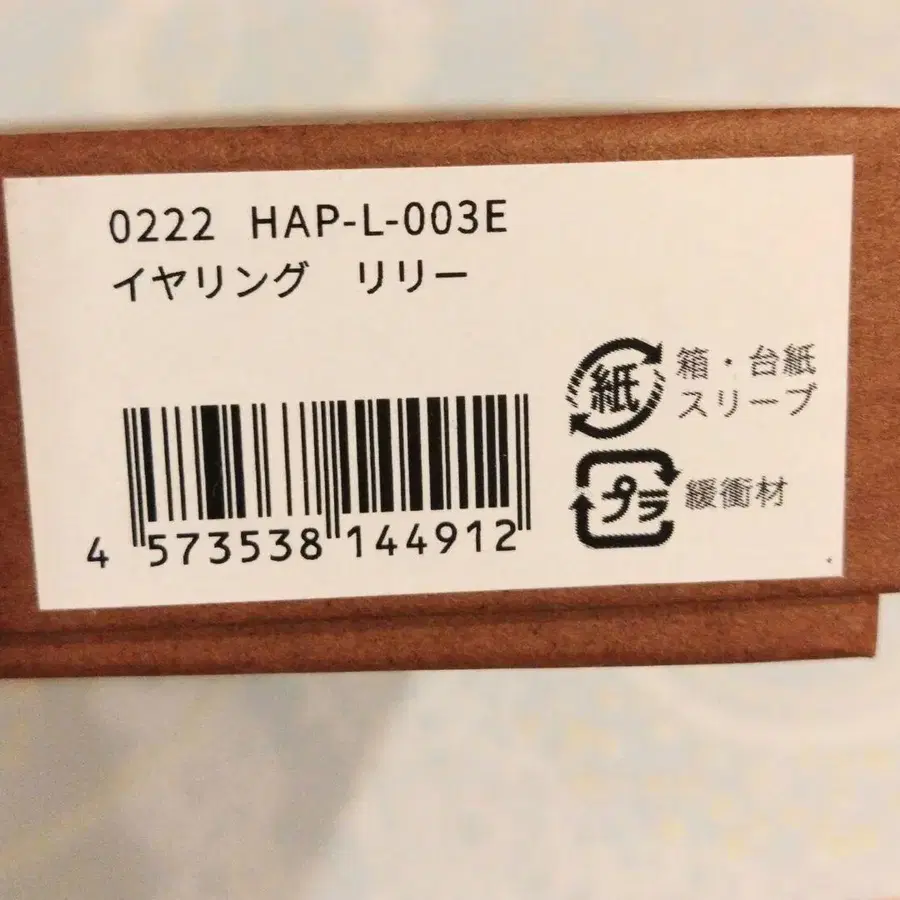 0222 HAP-L-003E
イヤリング　リリー
紙 箱・台紙
スリーブ
プラ 緩衝材
4 573538 144912